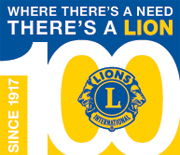 WHERE THERE'S A NEED
THERE'S A LION
SINCE 1917
100
LIONS
L
INTERNATIONAL